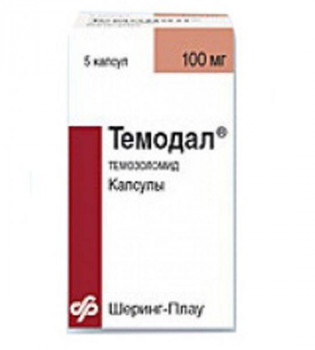 5 капсул 100 мг
Темодал®
темозоломид
Капсулы
Шеринг-Плау